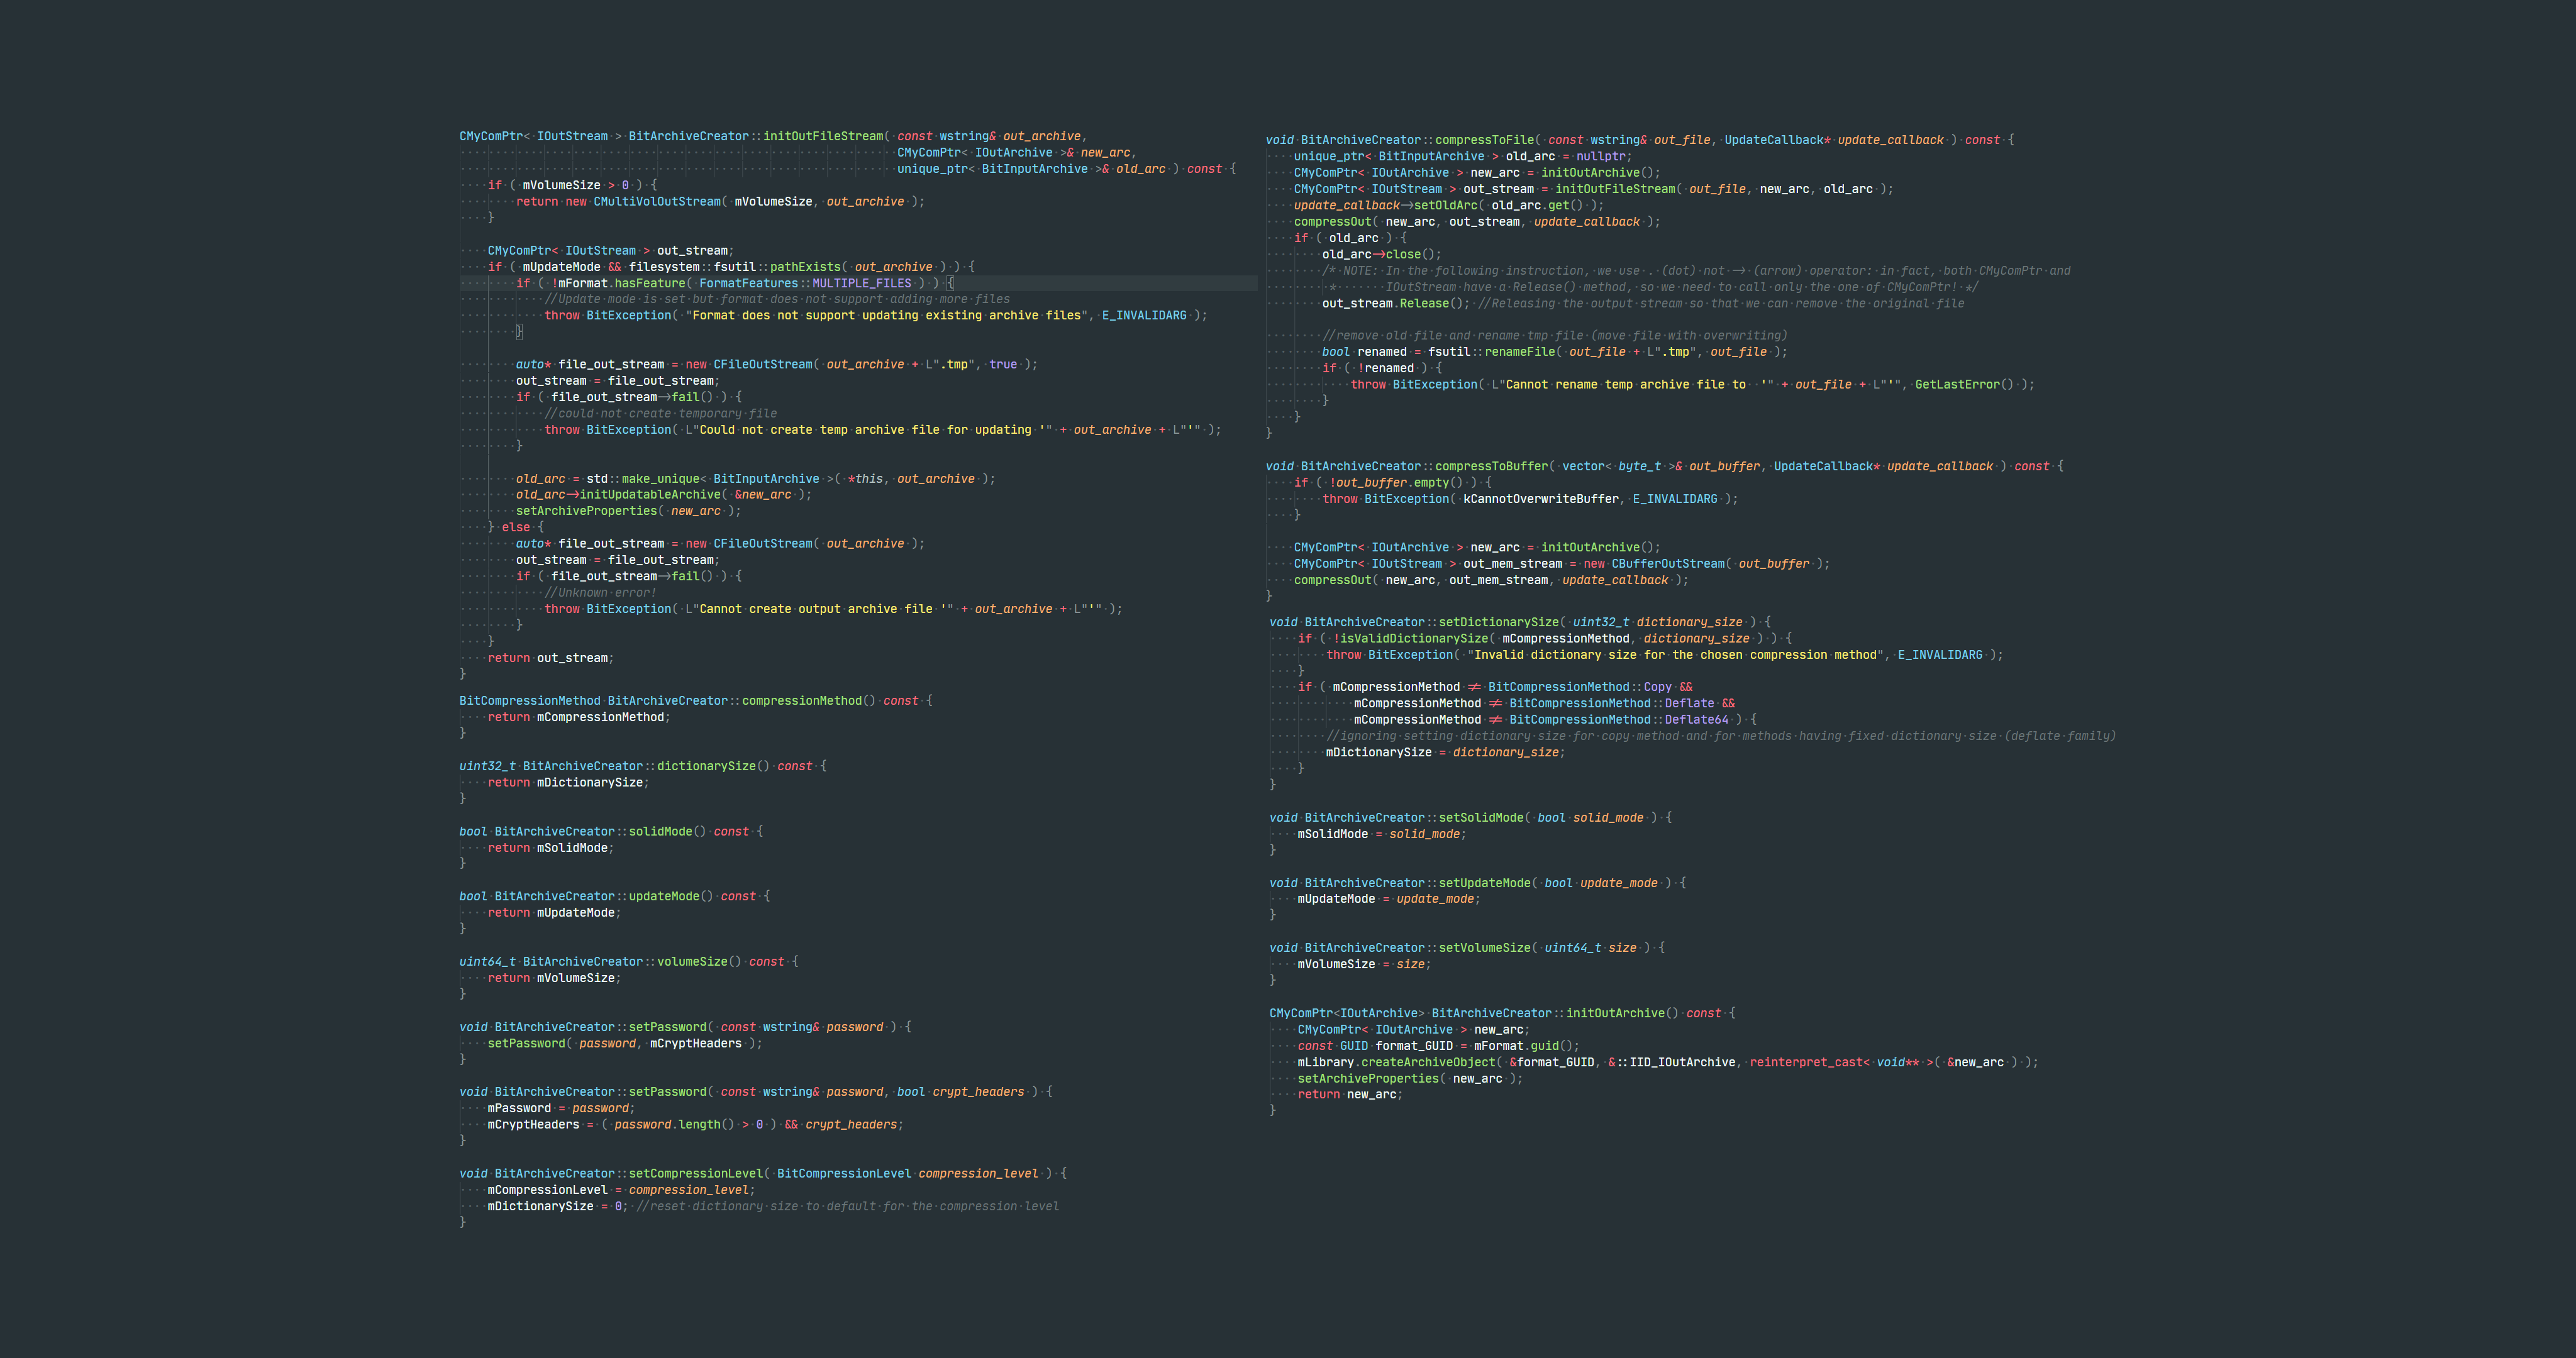 CMyComPtr< IOutStream > BitArchiveCreator::initOutFileStream( const wstring& out_archive,
                                                              CMyComPtr< IOutArchive >& new_arc,
                                                              unique_ptr< BitInputArchive >& old_arc ) const {
    if ( mVolumeSize > 0 ) {
        return new CMultiVolOutStream( mVolumeSize, out_archive );
    }

    CMyComPtr< IOutStream > out_stream;
    if ( mUpdateMode && filesystem::fsutil::pathExists( out_archive ) ) {
        if ( !mFormat.hasFeature( FormatFeatures::MULTIPLE_FILES ) ) {
            //Update mode is set but format does not support adding more files
            throw BitException( "Format does not support updating existing archive files", E_INVALIDARG );
        }

        auto* file_out_stream = new CFileOutStream( out_archive + L".tmp", true );
        out_stream = file_out_stream;
        if ( file_out_stream->fail() ) {
            //could not create temporary file
            throw BitException( L"Could not create temp archive file for updating '" + out_archive + L"'" );
        }

        old_arc = std::make_unique< BitInputArchive >( *this, out_archive );
        old_arc->initUpdatableArchive( &new_arc );
        setArchiveProperties( new_arc );
    } else {
        auto* file_out_stream = new CFileOutStream( out_archive );
        out_stream = file_out_stream;
        if ( file_out_stream->fail() ) {
            //Unknown error!
            throw BitException( L"Cannot create output archive file '" + out_archive + L"'" );
        }
    }
    return out_stream;
}
BitCompressionMethod BitArchiveCreator::compressionMethod() const {
    return mCompressionMethod;
}

uint32_t BitArchiveCreator::dictionarySize() const {
    return mDictionarySize;
}

bool BitArchiveCreator::solidMode() const {
    return mSolidMode;
}

bool BitArchiveCreator::updateMode() const {
    return mUpdateMode;
}

uint64_t BitArchiveCreator::volumeSize() const {
    return mVolumeSize;
}

void BitArchiveCreator::setPassword( const wstring& password ) {
    setPassword( password, mCryptHeaders );
}

void BitArchiveCreator::setPassword( const wstring& password, bool crypt_headers ) {
    mPassword = password;
    mCryptHeaders = ( password.length() > 0 ) && crypt_headers;
}

void BitArchiveCreator::setCompressionLevel( BitCompressionLevel compression_level ) {
    mCompressionLevel = compression_level;
    mDictionarySize = 0; //reset dictionary size to default for the compression level
}
void BitArchiveCreator::compressToFile( const wstring& out_file, UpdateCallback* update_callback ) const {
    unique_ptr< BitInputArchive > old_arc = nullptr;
    CMyComPtr< IOutArchive > new_arc = initOutArchive();
    CMyComPtr< IOutStream > out_stream = initOutFileStream( out_file, new_arc, old_arc );
    update_callback->setOldArc( old_arc.get() );
    compressOut( new_arc, out_stream, update_callback );
    if ( old_arc ) {
        old_arc->close();
        /* NOTE: In the following instruction, we use . (dot) not -> (arrow) operator: in fact, both CMyComPtr and
         *       IOutStream have a Release() method, so we need to call only the one of CMyComPtr! */
        out_stream.Release(); //Releasing the output stream so that we can remove the original file

        //remove old file and rename tmp file (move file with overwriting)
        bool renamed = fsutil::renameFile( out_file + L".tmp", out_file );
        if ( !renamed ) {
            throw BitException( L"Cannot rename temp archive file to  '" + out_file + L"'", GetLastError() );
        }
    }
}

void BitArchiveCreator::compressToBuffer( vector< byte_t >& out_buffer, UpdateCallback* update_callback ) const {
    if ( !out_buffer.empty() ) {
        throw BitException( kCannotOverwriteBuffer, E_INVALIDARG );
    }

    CMyComPtr< IOutArchive > new_arc = initOutArchive();
    CMyComPtr< IOutStream > out_mem_stream = new CBufferOutStream( out_buffer );
    compressOut( new_arc, out_mem_stream, update_callback );
}
void BitArchiveCreator::setDictionarySize( uint32_t dictionary_size ) {
    if ( !isValidDictionarySize( mCompressionMethod, dictionary_size ) ) {
        throw BitException( "Invalid dictionary size for the chosen compression method", E_INVALIDARG );
    }
    if ( mCompressionMethod != BitCompressionMethod::Copy &&
            mCompressionMethod != BitCompressionMethod::Deflate &&
            mCompressionMethod != BitCompressionMethod::Deflate64 ) {
        //ignoring setting dictionary size for copy method and for methods having fixed dictionary size (deflate family)
        mDictionarySize = dictionary_size;
    }
}

void BitArchiveCreator::setSolidMode( bool solid_mode ) {
    mSolidMode = solid_mode;
}

void BitArchiveCreator::setUpdateMode( bool update_mode ) {
    mUpdateMode = update_mode;
}

void BitArchiveCreator::setVolumeSize( uint64_t size ) {
    mVolumeSize = size;
}

CMyComPtr<IOutArchive> BitArchiveCreator::initOutArchive() const {
    CMyComPtr< IOutArchive > new_arc;
    const GUID format_GUID = mFormat.guid();
    mLibrary.createArchiveObject( &format_GUID, &::IID_IOutArchive, reinterpret_cast< void** >( &new_arc ) );
    setArchiveProperties( new_arc );
    return new_arc;
}